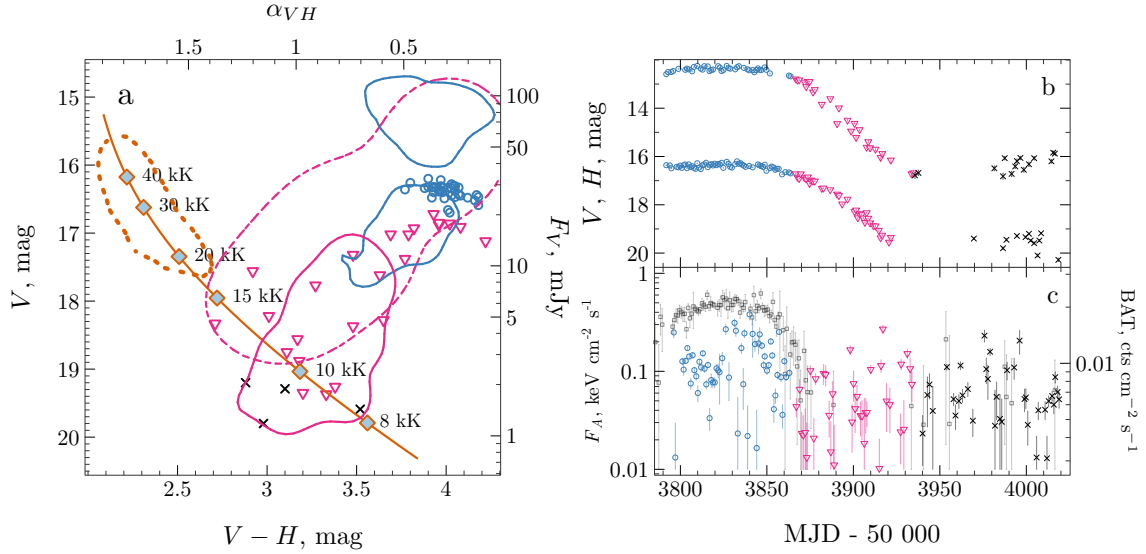 α_VH
1.5 1 0.5
a
15
16
17
18
19
20
V, mag
100
50
10
5
1
F_V, mJy
40 kK
30 kK
20 kK
15 kK
10 kK
8 kK
2.5 3 3.5 4
V − H, mag
b
14
16
18
20
V, H, mag
c
1
0.1
0.01
F_A, keV cm⁻² s⁻¹
0.01
BAT, cts cm⁻² s⁻¹
3800 3850 3900 3950 4000
MJD - 50 000